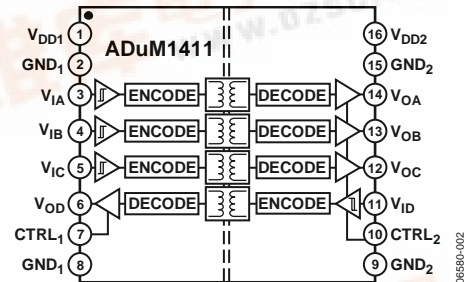 ADuM1411
VDD1 1
16 VDD2
GND1 2
15 GND2
VIA 3 ENCODE DECODE 14 VOA
VIB 4 ENCODE DECODE 13 VOB
VIC 5 ENCODE DECODE 12 VOC
VOD 6 DECODE ENCODE 11 VID
CTRL1 7
10 CTRL2
GND1 8
9 GND2
06580-002